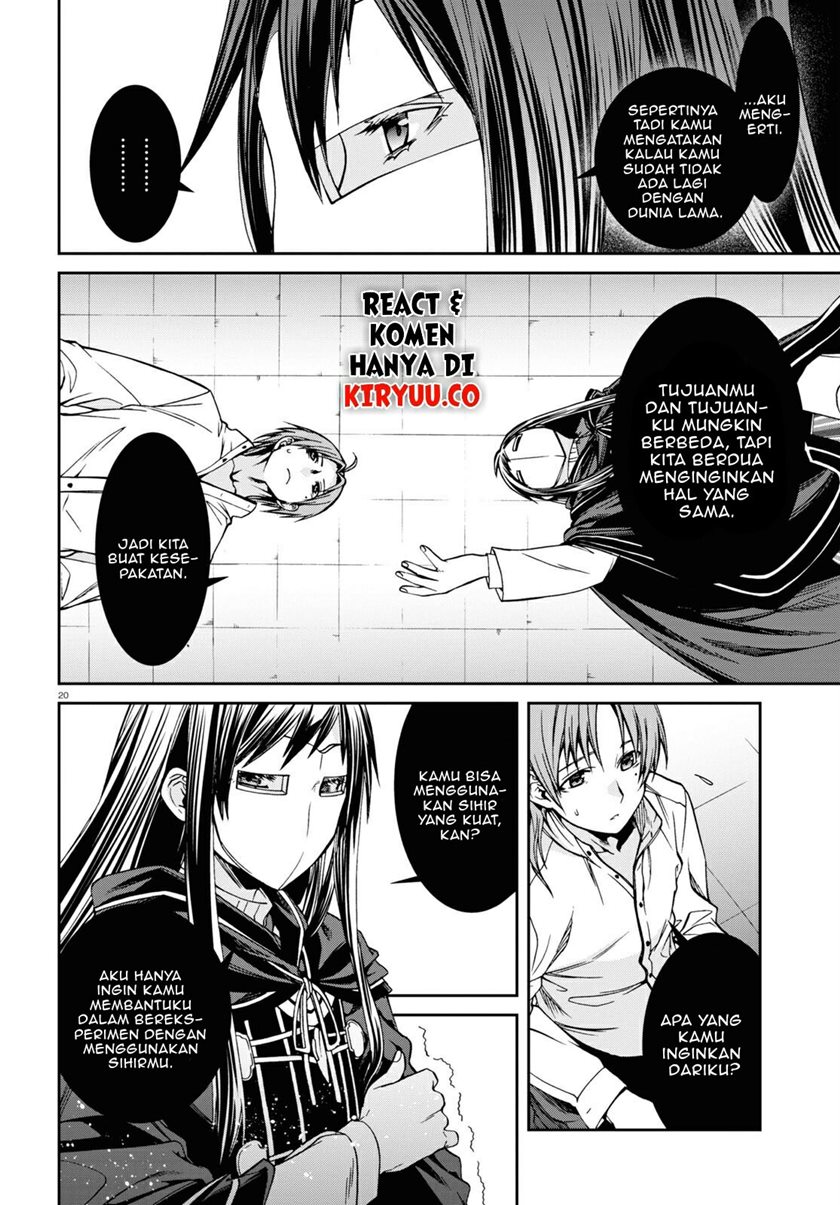 ...AKU
MENG-
ERTI.
SEPERTINYA
TADI KAMU
MENGATAKAN
KALAU KAMU
SUDAH TIDAK
ADA LAGI
DENGAN
DUNIA LAMA.
REACT &
KOMEN
HANYA DI
KIRYUU.CO
TUJUANMU
DAN TUJUAN-
KU MUNGKIN
BERBEDA, TAPI
KITA BERDUA
MENGINGINKAN
HAL YANG
SAMA.
JADI KITA
BUAT KESE-
PAKATAN.
20
APA YANG
KAMU
INGINKAN
DARIKU?
KAMU BISA
MENGGUNA-
KAN SIHIR
YANG KUAT,
KAN?
AKU HANYA
INGIN KAMU
MEMBANTUKU
DALAM BEREKS-
PERIMEN DENGAN
MENGGUNAKAN
SIHIRMU.